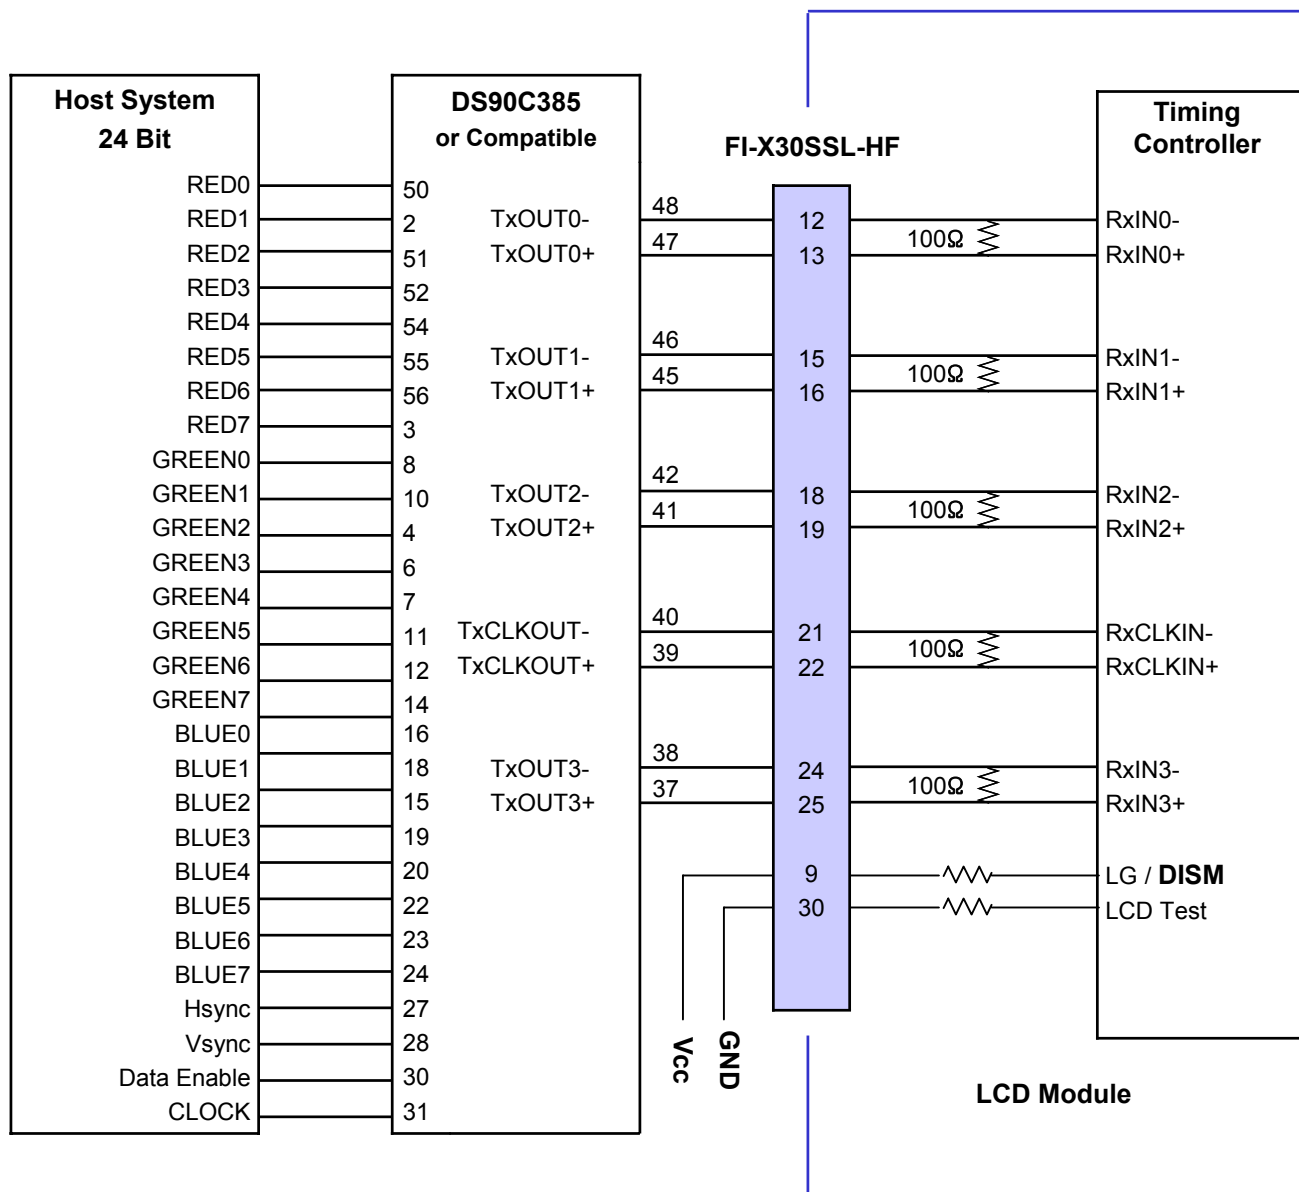 Host System
24 Bit
RED0
RED1
RED2
RED3
RED4
RED5
RED6
RED7
GREEN0
GREEN1
GREEN2
GREEN3
GREEN4
GREEN5
GREEN6
GREEN7
BLUE0
BLUE1
BLUE2
BLUE3
BLUE4
BLUE5
BLUE6
BLUE7
Hsync
Vsync
Data Enable
CLOCK
DS90C385
or Compatible
50
2
51
52
54
55
56
3
8
10
4
6
7
11
12
14
16
18
15
19
20
22
23
24
27
28
30
31
TxOUT0-
TxOUT0+
TxOUT1-
TxOUT1+
TxOUT2-
TxOUT2+
TxCLKOUT-
TxCLKOUT+
TxOUT3-
TxOUT3+
48
47
46
45
42
41
40
39
38
37
Vcc
GND
FI-X30SSL-HF
12
13
15
16
18
19
21
22
24
25
9
30
100Ω
100Ω
100Ω
100Ω
100Ω
Timing
Controller
RxIN0-
RxIN0+
RxIN1-
RxIN1+
RxIN2-
RxIN2+
RxCLKIN-
RxCLKIN+
RxIN3-
RxIN3+
LG / DISM
LCD Test
LCD Module